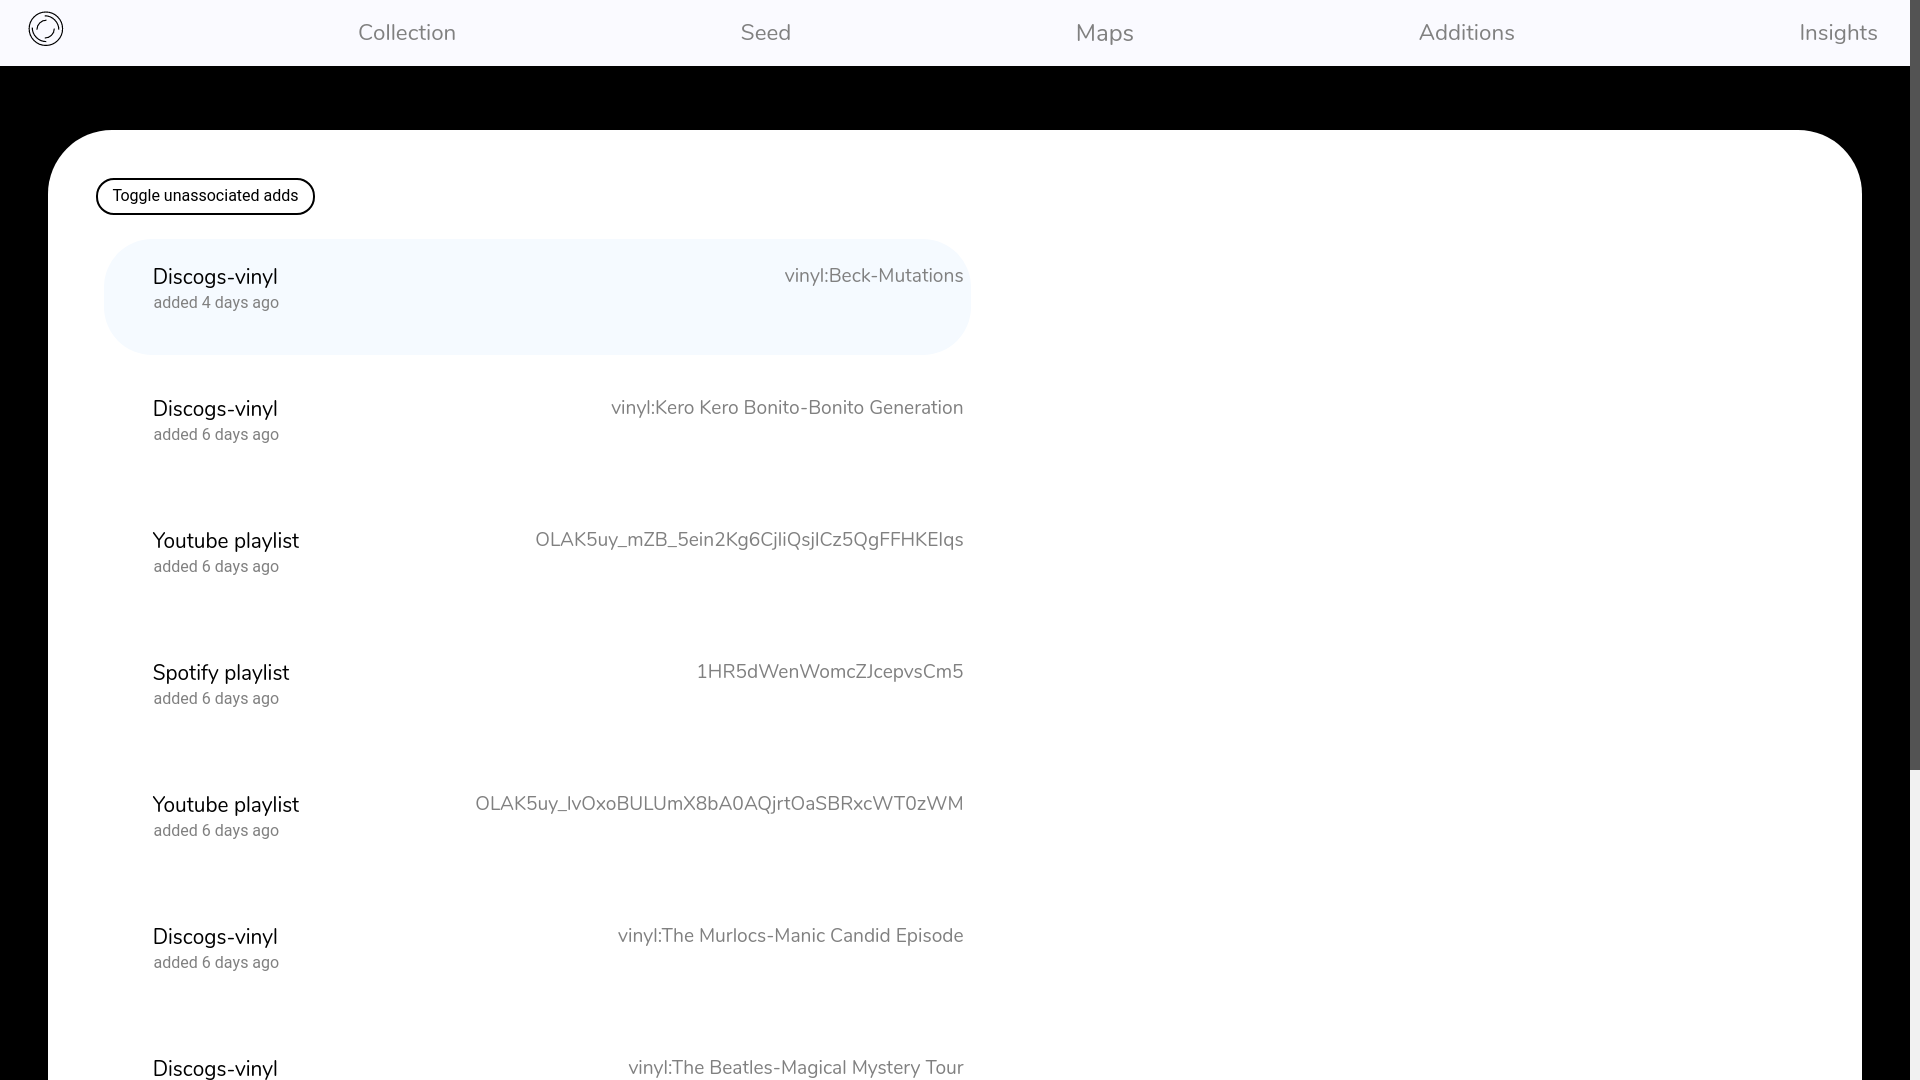 Collection
Seed
Maps
Additions
Insights
Toggle unassociated adds
Discogs-vinyl
vinyl:Beck-Mutations
added 4 days ago
Discogs-vinyl
vinyl:Kero Kero Bonito-Bonito Generation
added 6 days ago
Youtube playlist
OLAK5uy_mZB_5ein2Kg6CjliQsjlCz5QgFFHKElqs
added 6 days ago
Spotify playlist
1HR5dWenWomcZJcepvsCm5
added 6 days ago
Youtube playlist
OLAK5uy_lvOxoBULUmX8bA0AQjrtOaSBRxcWT0zWM
added 6 days ago
Discogs-vinyl
vinyl:The Murlocs-Manic Candid Episode
added 6 days ago
Discogs-vinyl
vinyl:The Beatles-Magical Mystery Tour